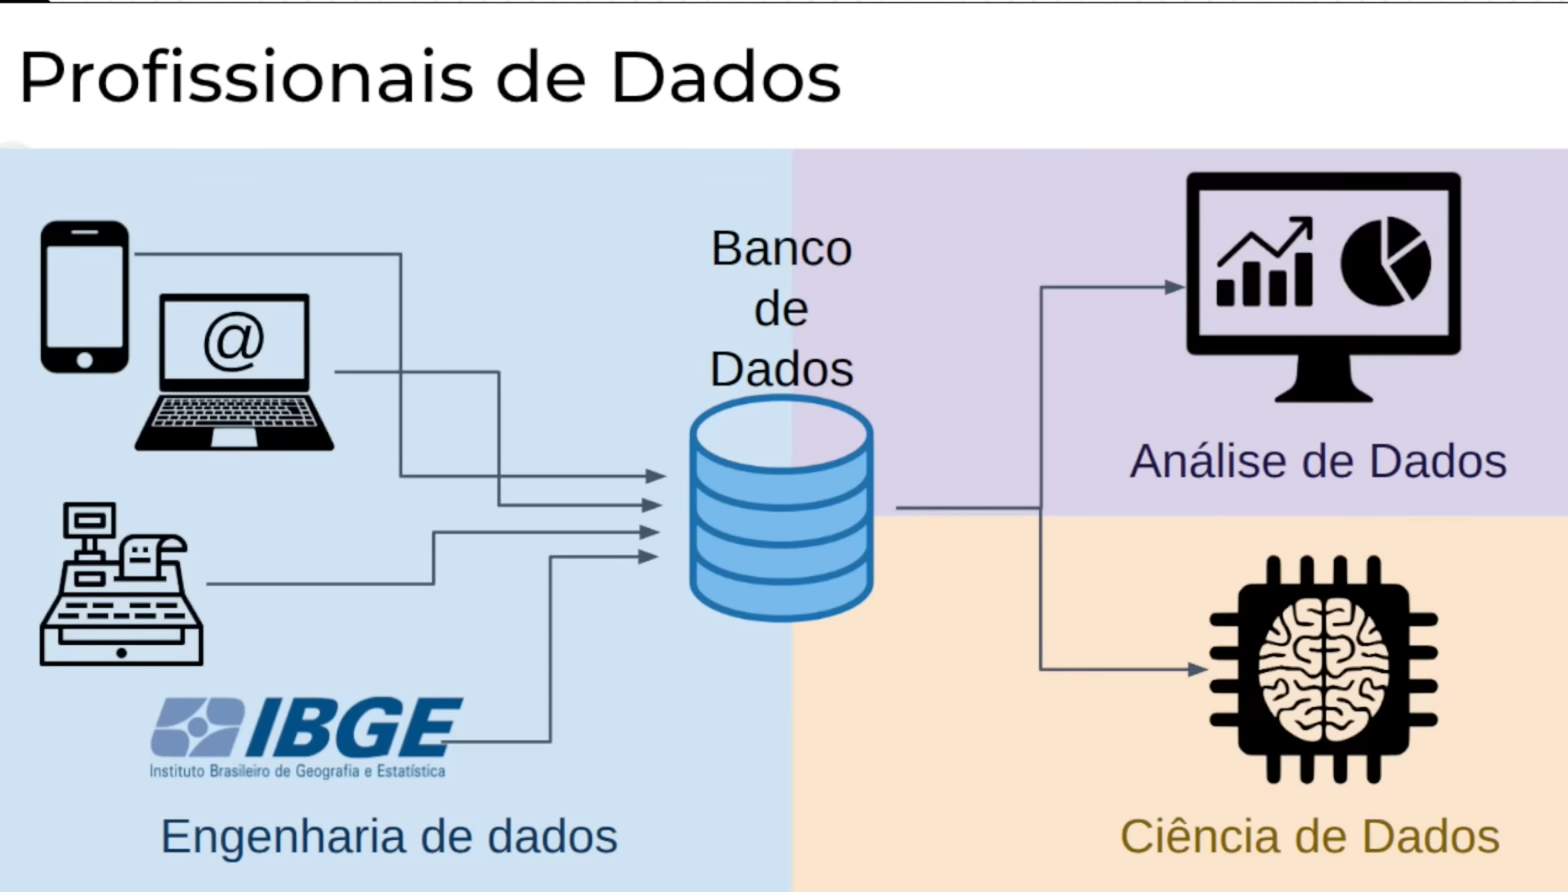 Profissionais de Dados
Banco
de
Dados
@
IBGE
Instituto Brasileiro de Geografia e Estatística
Engenharia de dados
Análise de Dados
Ciência de Dados